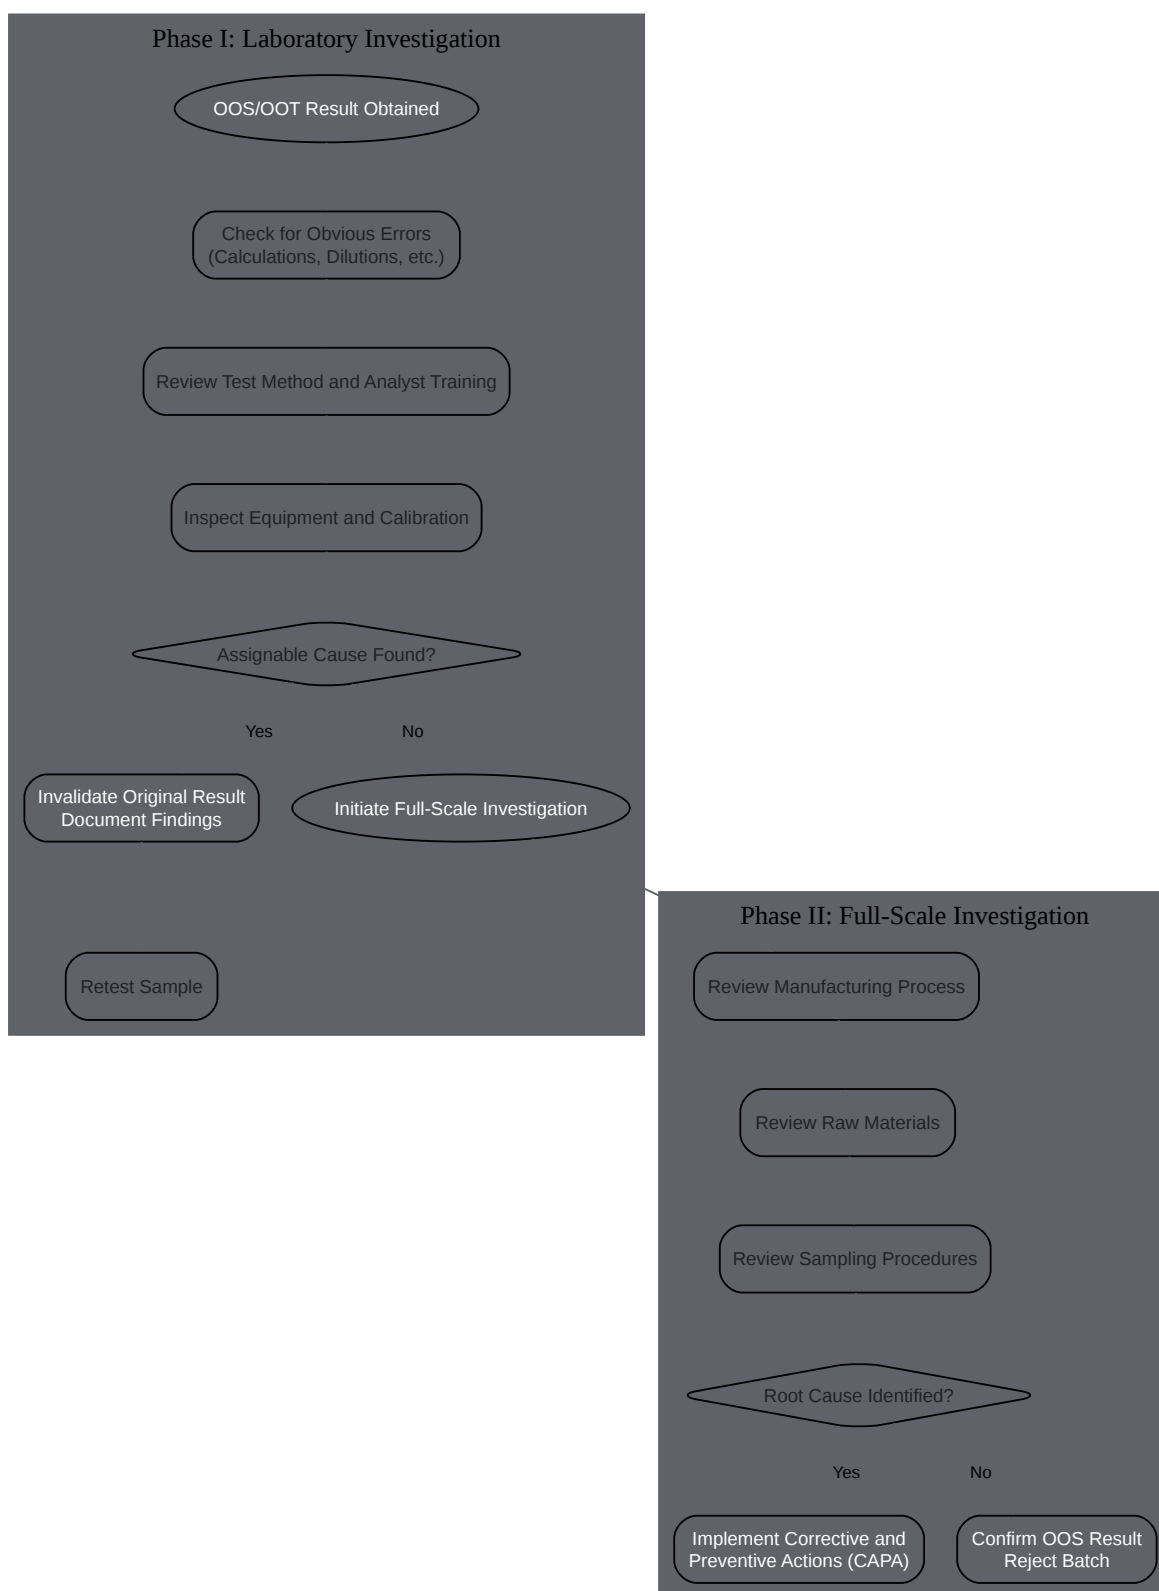 Phase I: Laboratory Investigation
OOS/OOT Result Obtained
Check for Obvious Errors
(Calculations, Dilutions, etc.)
Review Test Method and Analyst Training
Inspect Equipment and Calibration
Assignable Cause Found?
Yes
No
Invalidate Original Result
Document Findings
Initiate Full-Scale Investigation
Retest Sample
Phase II: Full-Scale Investigation
Review Manufacturing Process
Review Raw Materials
Review Sampling Procedures
Root Cause Identified?
Yes
No
Implement Corrective and
Preventive Actions (CAPA)
Confirm OOS Result
Reject Batch